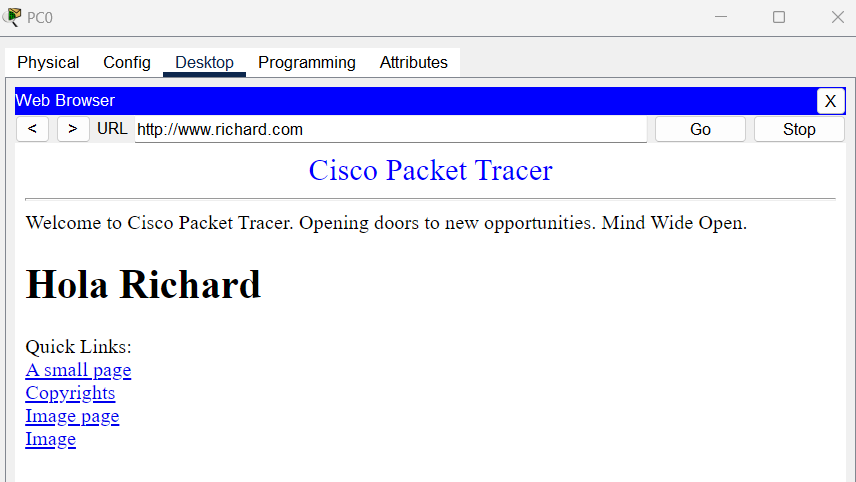 PC0
Physical Config Desktop Programming Attributes
Web Browser X
< > URL http://www.richard.com Go Stop
Cisco Packet Tracer
Welcome to Cisco Packet Tracer. Opening doors to new opportunities. Mind Wide Open.
Hola Richard
Quick Links:
A small page
Copyrights
Image page
Image